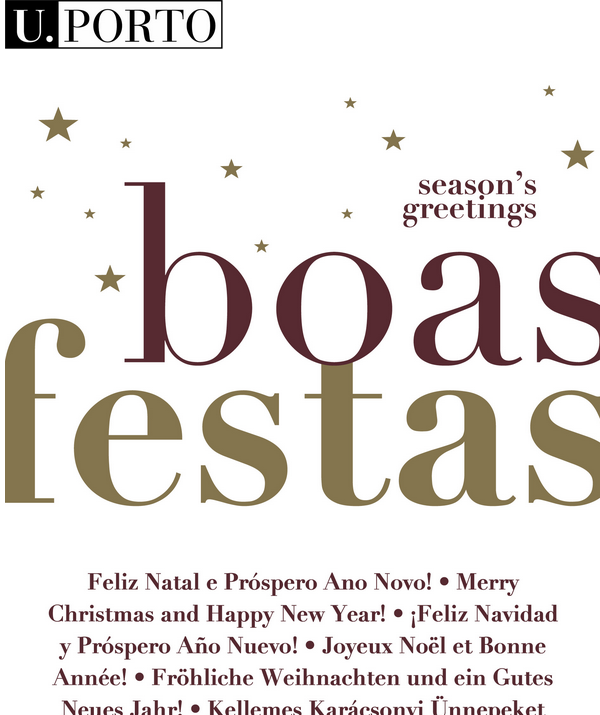 U. PORTO
season's
greetings
boas
festas
Feliz Natal e Próspero Ano Novo! • Merry
Christmas and Happy New Year! • ¡Feliz Navidad
y Próspero Año Nuevo! • Joyeux Noël et Bonne
Année! • Fröhliche Weihnachten und ein Gutes
Neues Jahr! • Kellemes Karácsonyi Ünnepeket